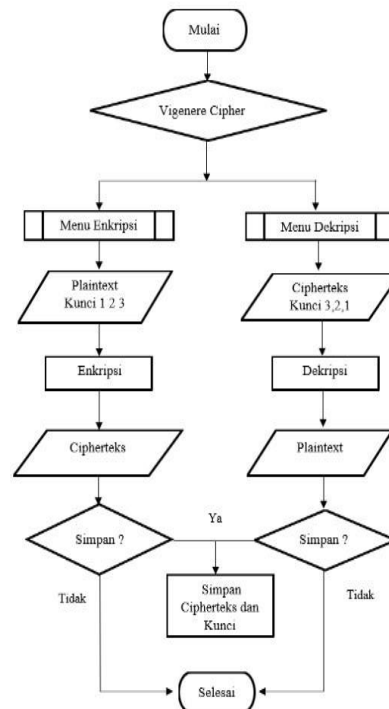 Mulai
Vigenere Cipher
Menu Enkripsi
Menu Dekripsi
Plaintext
Kunci 1 2 3
Cipherteks
Kunci 3,2,1
Enkripsi
Dekripsi
Cipherteks
Plaintext
Simpan ?
Ya
Simpan ?
Tidak
Simpan
Cipherteks dan
Kunci
Tidak
Selesai